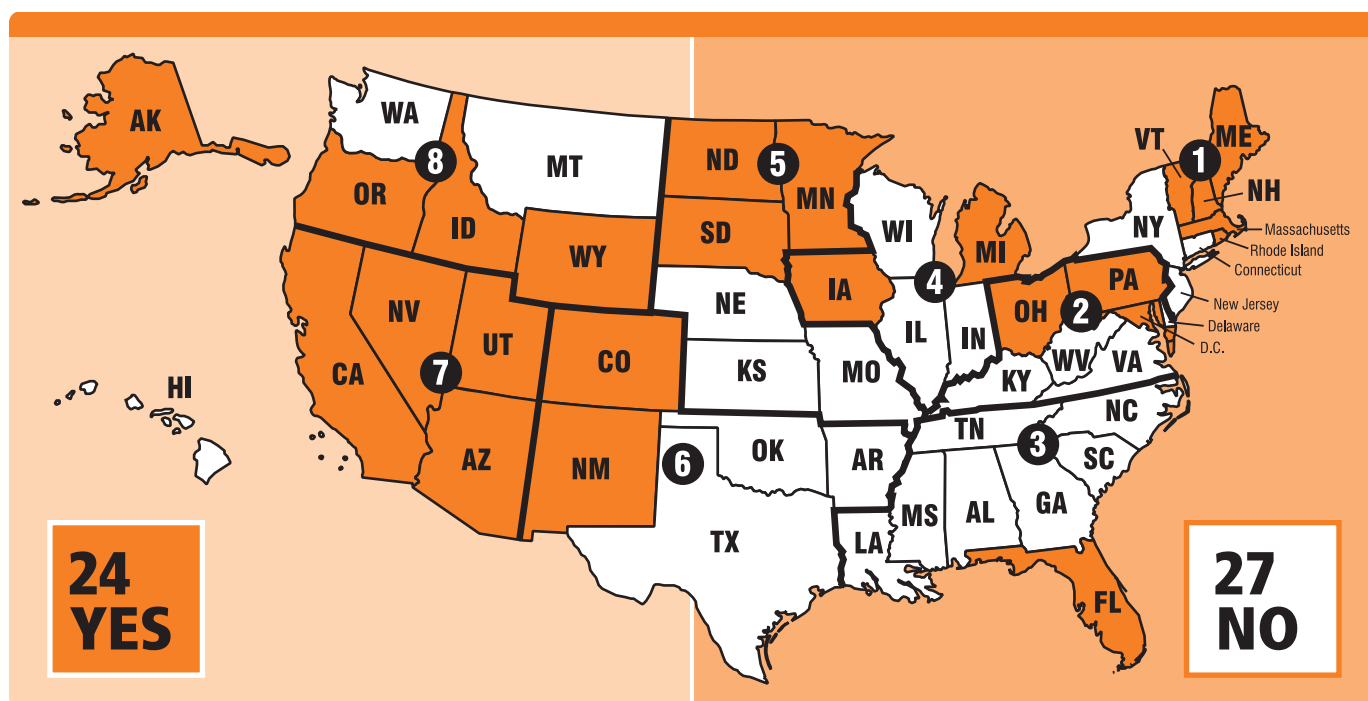 AK
WA
8
MT
OR
ID
WY
ND
5
MN
SD
WI
MI
VT
ME
1
NH
NY
Massachusetts
Rhode Island
Connecticut
New Jersey
Delaware
D.C.
PA
OH
2
4
IA
NE
IL
IN
WV
VA
KY
NV
UT
CO
KS
MO
CA
7
HI
AZ
NM
6
OK
AR
TN
3
NC
SC
MS
AL
GA
TX
LA
FL
24
YES
27
NO